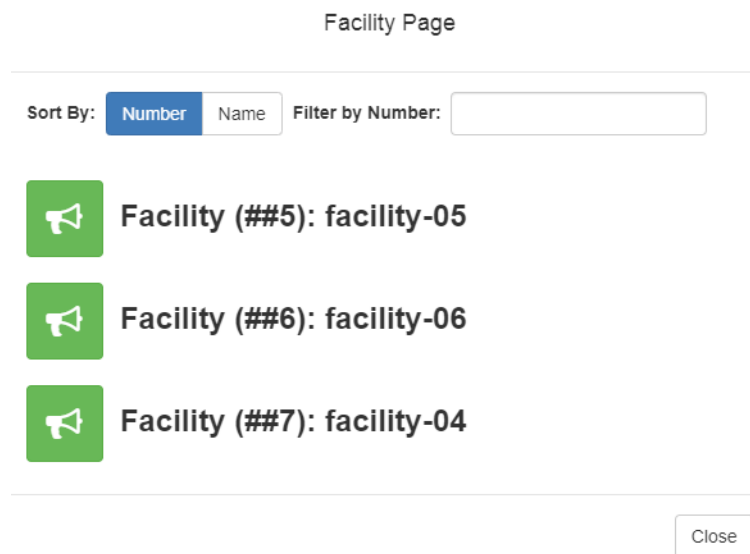 Facility Page
Sort By: Number Name Filter by Number:
Facility (##5): facility-05
Facility (##6): facility-06
Facility (##7): facility-04
Close